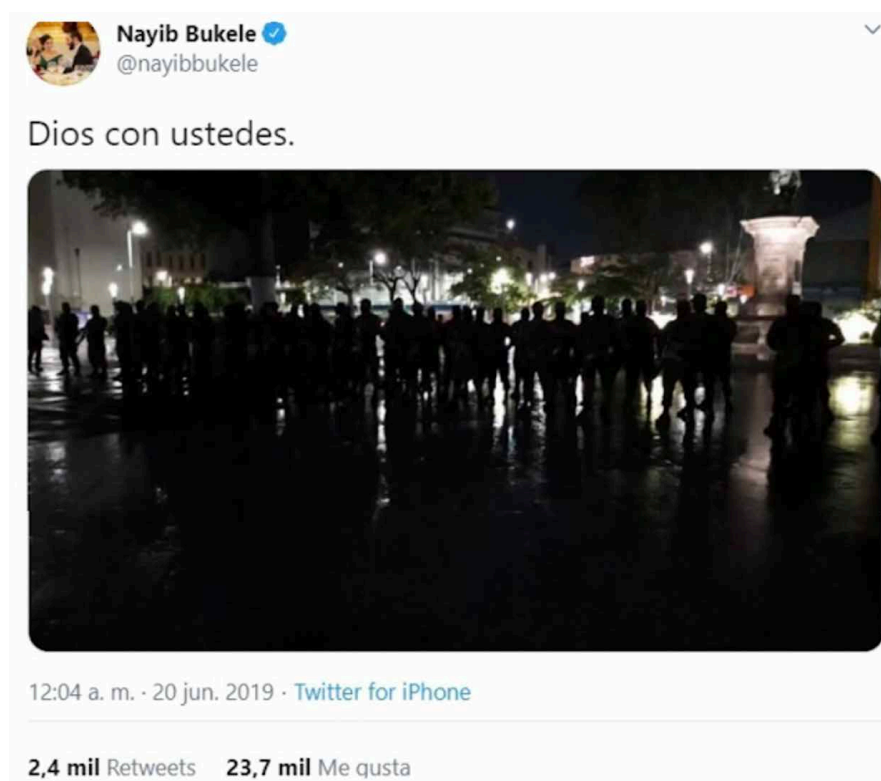 Nayib Bukele
@nayibbukele
Dios con ustedes.
12:04 a. m. · 20 jun. 2019 · Twitter for iPhone
2,4 mil Retweets 23,7 mil Me gusta